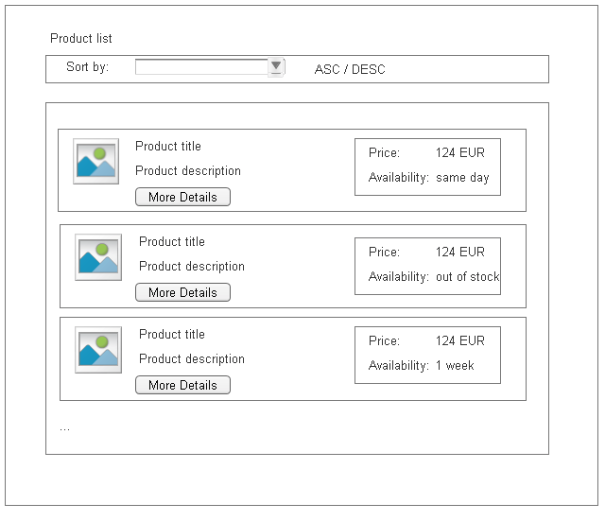 Product list
Sort by:
ASC / DESC
Product title
Product description
More Details
Price: 124 EUR
Availability: same day
Product title
Product description
More Details
Price: 124 EUR
Availability: out of stock
Product title
Product description
More Details
Price: 124 EUR
Availability: 1 week
...